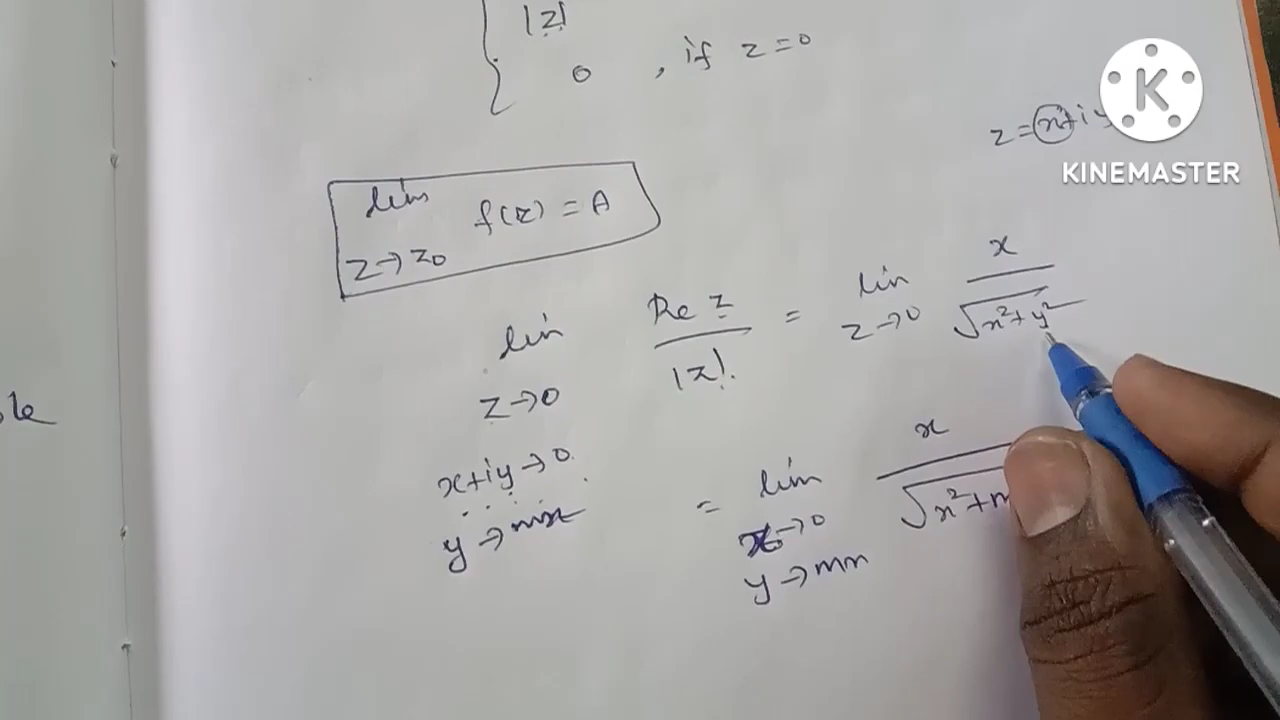 |z|
0 , if z=0
z = x+iy
KINEMASTER
lim f(z) = A
z→z0
lim Re z / |z| = lim x / √x²+y²
z→0 z→0
x+iy→0
y→mx
= lim x / √x²+m
x→0
y→mx